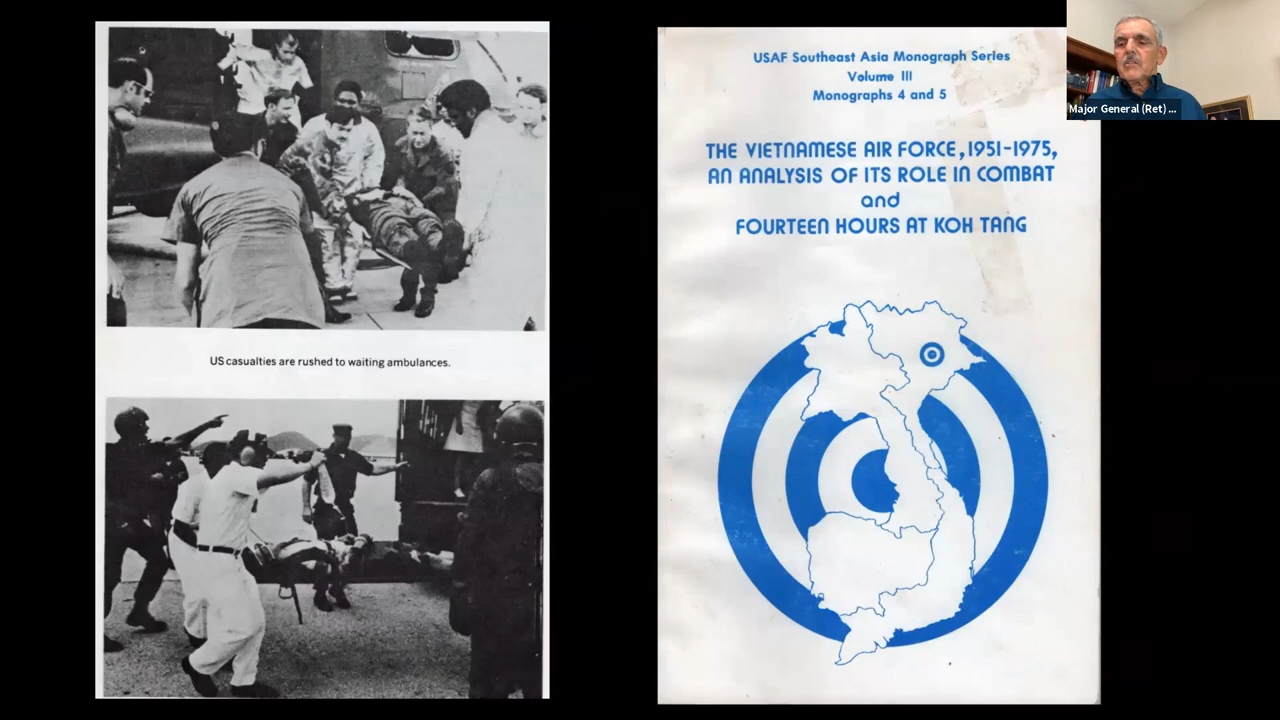 US casualties are rushed to waiting ambulances.
USAF Southeast Asia Monograph Series
Volume III
Monographs 4 and 5
THE VIETNAMESE AIR FORCE, 1951-1975,
AN ANALYSIS OF ITS ROLE IN COMBAT
and
FOURTEEN HOURS AT KOH TANG
Major General (Ret) ...